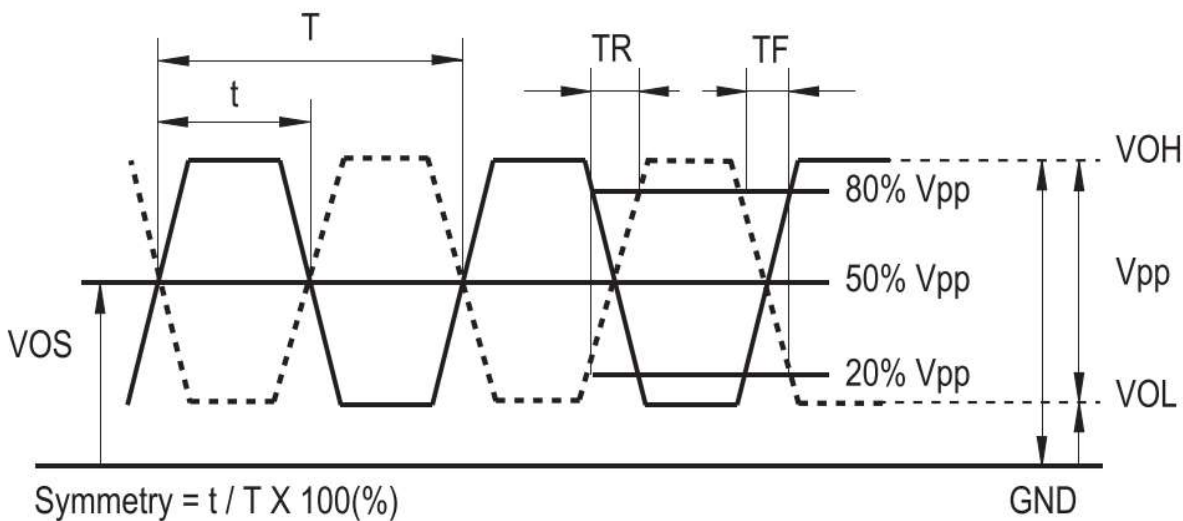 T
TR
TF
t
VOH
80% Vpp
50% Vpp
Vpp
VOS
20% Vpp
VOL
Symmetry = t / T X 100(%)
GND